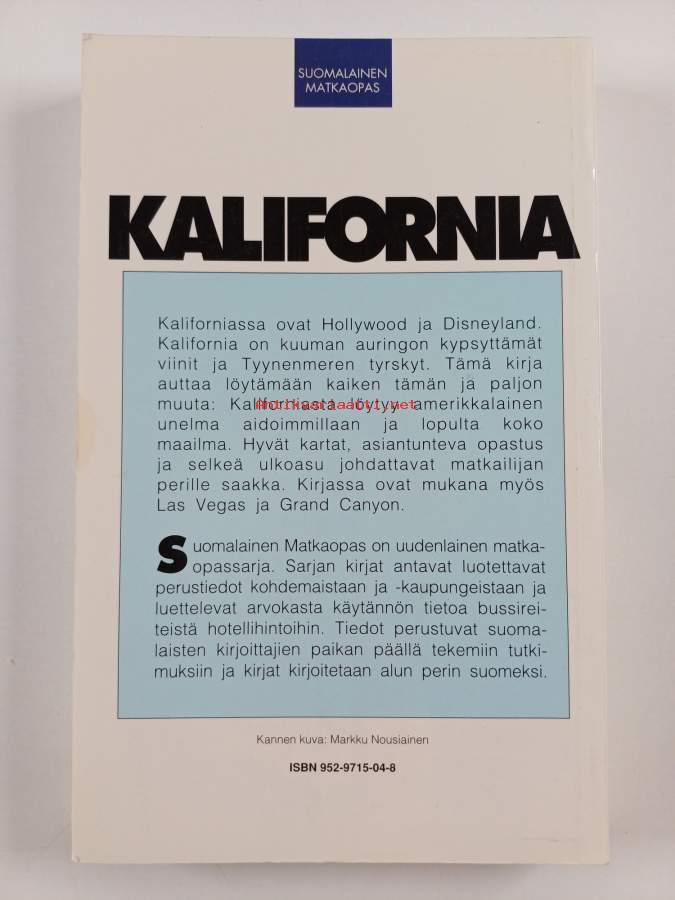 SUOMALAINEN
MATKAOPAS
KALIFORNIA
Kaliforniassa ovat Hollywood ja Disneyland.
Kalifornia on kuuman auringon kypsyttämät
viinit ja Tyynenmeren tyrskyt. Tämä kirja
auttaa löytämään kaiken tämän ja paljon
muuta: Kaliforniasta löytyy amerikkalainen
Antikvariaatti.net
unelma aidoimmillaan ja lopulta koko
maailma. Hyvät kartat, asiantunteva opastus
ja selkeä ulkoasu johdattavat matkailijan
perille saakka. Kirjassa ovat mukana myös
Las Vegas ja Grand Canyon.
Suomalainen Matkaopas on uudenlainen matka-
opassarja. Sarjan kirjat antavat luotettavat
perustiedot kohdemaistaan ja -kaupungeistaan ja
luettelevat arvokasta käytännön tietoa bussirei-
teistä hotellihintoihin. Tiedot perustuvat suoma-
laisten kirjoittajien paikan päällä tekemiin tutki-
muksiin ja kirjat kirjoitetaan alun perin suomeksi.
Kannen kuva: Markku Nousiainen
ISBN 952-9715-04-8